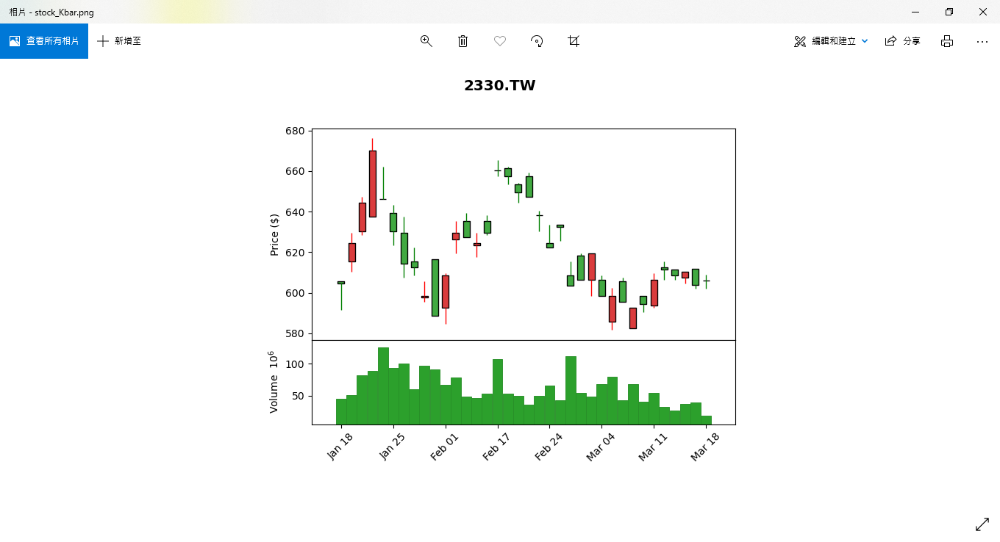 相片 - stock_Kbar.png
查看所有相片
新增至
編輯和建立
分享
2330.TW
680
660
640
620
600
580
Price ($)
100
50
Volume 10⁶
Jan 18
Jan 25
Feb 01
Feb 17
Feb 24
Mar 04
Mar 11
Mar 18